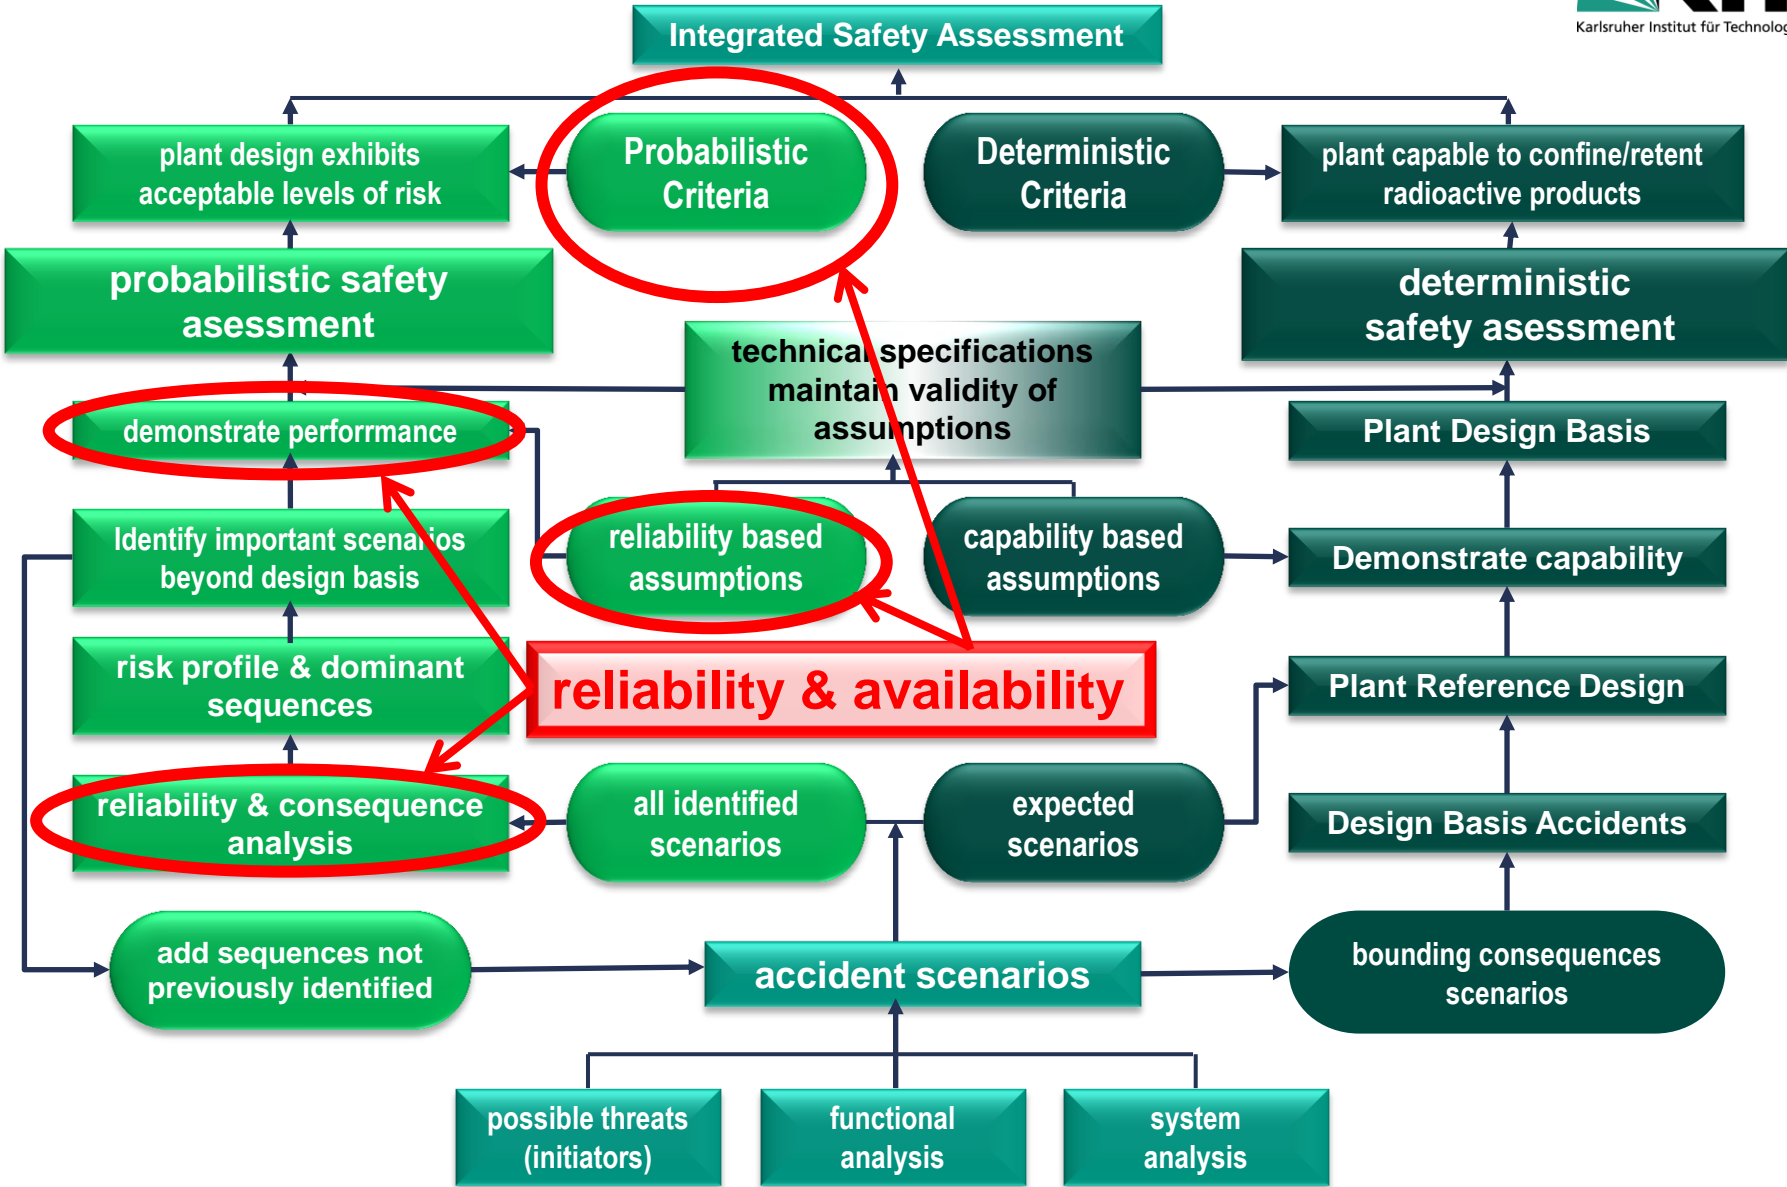 Karlsruher Institut für Technolog
Integrated Safety Assessment
plant design exhibits
acceptable levels of risk
Probabilistic
Criteria
Deterministic
Criteria
plant capable to confine/retent
radioactive products
probabilistic safety
asessment
deterministic
safety asessment
technical specifications
maintain validity of
assumptions
demonstrate perforrmance
Plant Design Basis
Identify important scenarios
beyond design basis
reliability based
assumptions
capability based
assumptions
Demonstrate capability
risk profile & dominant
sequences
reliability & availability
Plant Reference Design
reliability & consequence
analysis
all identified
scenarios
expected
scenarios
Design Basis Accidents
add sequences not
previously identified
accident scenarios
bounding consequences
scenarios
possible threats
(initiators)
functional
analysis
system
analysis